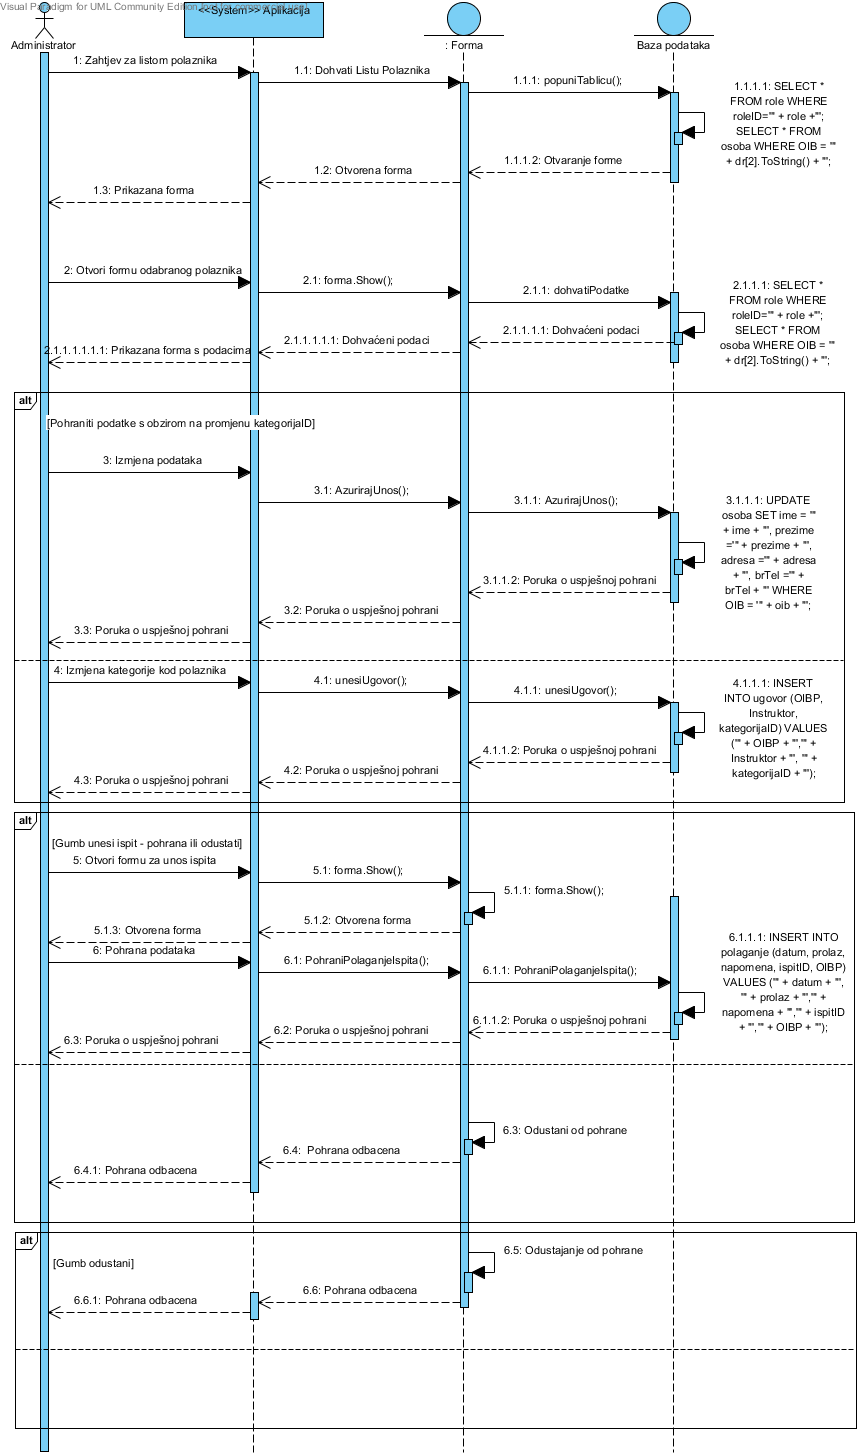 Visual Paradigm for UML Community Edition
<<System>> Aplikacija
Administrator
: Forma
Baza podataka
1: Zahtjev za listom polaznika
1.1: Dohvati Listu Polaznika
1.1.1: popuniTablicu();
1.1.1.1: SELECT *
FROM role WHERE
roleID='" + role +"';
SELECT * FROM
osoba WHERE OIB = '"
+ dr[2].ToString() + "';
1.1.1.2: Otvaranje forme
1.2: Otvorena forma
1.3: Prikazana forma
2: Otvori formu odabranog polaznika
2.1: forma.Show();
2.1.1: dohvatiPodatke
2.1.1.1: SELECT *
FROM role WHERE
roleID='" + role +"';
SELECT * FROM
osoba WHERE OIB = '"
+ dr[2].ToString() + "';
2.1.1.1.1: Dohvaćeni podaci
2.1.1.1.1.1: Dohvaćeni podaci
2.1.1.1.1.1.1: Prikazana forma s podacima
alt
[Pohraniti podatke s obzirom na promjenu kategorijaID]
3: Izmjena podataka
3.1: AzurirajUnos();
3.1.1: AzurirajUnos();
3.1.1.1: UPDATE
osoba SET ime = '"
+ ime + "', prezime
='" + prezime + "',
adresa ='" + adresa
+ "', brTel ='" +
brTel + "' WHERE
OIB = '" + oib + "';
3.1.1.2: Poruka o uspješnoj pohrani
3.2: Poruka o uspješnoj pohrani
3.3: Poruka o uspješnoj pohrani
4: Izmjena kategorije kod polaznika
4.1: unesiUgovor();
4.1.1: unesiUgovor();
4.1.1.1: INSERT
INTO ugovor (OIBP,
Instruktor,
kategorijaID) VALUES
('" + OIBP + "','" +
Instruktor + "', '" +
kategorijaID + "');
4.1.1.2: Poruka o uspješnoj pohrani
4.2: Poruka o uspješnoj pohrani
4.3: Poruka o uspješnoj pohrani
alt
[Gumb unesi ispit - pohrana ili odustati]
5: Otvori formu za unos ispita
5.1: forma.Show();
5.1.1: forma.Show();
5.1.2: Otvorena forma
5.1.3: Otvorena forma
6: Pohrana podataka
6.1: PohraniPolaganjeIspita();
6.1.1: PohraniPolaganjeIspita();
6.1.1.1: INSERT INTO
polaganje (datum, prolaz,
napomena, ispitID, OIBP)
VALUES ('" + datum + "',
'" + prolaz + "','" +
napomena + "','" + ispitID
+ "','" + OIBP + "');
6.1.1.2: Poruka o uspješnoj pohrani
6.2: Poruka o uspješnoj pohrani
6.3: Poruka o uspješnoj pohrani
6.3: Odustani od pohrane
6.4: Pohrana odbacena
6.4.1: Pohrana odbacena
alt
[Gumb odustani]
6.5: Odustajanje od pohrane
6.6: Pohrana odbacena
6.6.1: Pohrana odbacena